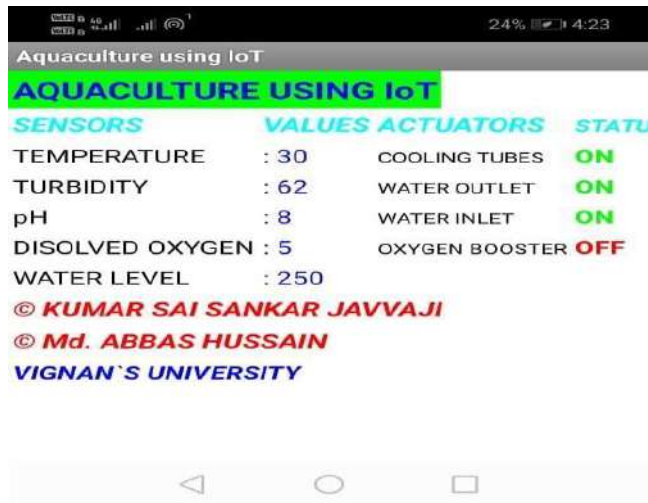 24% 4:23
Aquaculture using IoT
AQUACULTURE USING IoT
SENSORS VALUES ACTUATORS STATU
TEMPERATURE : 30 COOLING TUBES ON
TURBIDITY : 62 WATER OUTLET ON
pH : 8 WATER INLET ON
DISOLVED OXYGEN : 5 OXYGEN BOOSTER OFF
WATER LEVEL : 250
© KUMAR SAI SANKAR JAVVAJI
© Md. ABBAS HUSSAIN
VIGNAN`S UNIVERSITY